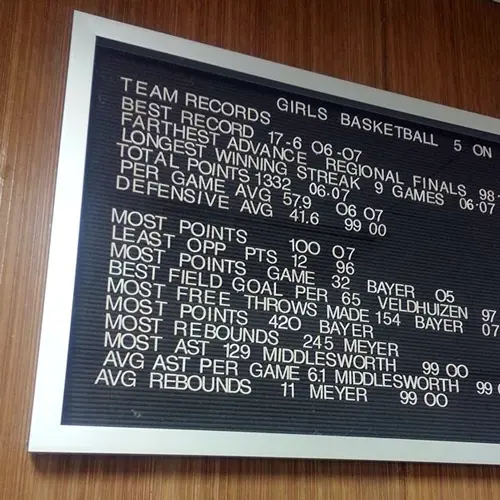 GIRLS BASKETBALL 5 ON
TEAM RECORDS
BEST RECORD 17-6 06-07
FARTHEST ADVANCE REGIONAL FINALS 98-
LONGEST WINNING STREAK 9 GAMES 06-07
TOTAL POINTS 1332 06-07
PER GAME AVG 57.9 06 07
DEFENSIVE AVG 41.6 99 00
MOST POINTS 100 07
LEAST OPP PTS 12 96
MOST POINTS GAME 32 BAYER 05
BEST FIELD GOAL PER 65 VELDHUIZEN 97
MOST FREE THROWS MADE 154 BAYER 07
MOST POINTS 420 BAYER
MOST REBOUNDS 245 MEYER
MOST AST 129 MIDDLESWORTH 99 00
AVG AST PER GAME 6.1 MIDDLESWORTH 99 0
AVG REBOUNDS 11 MEYER 99 00